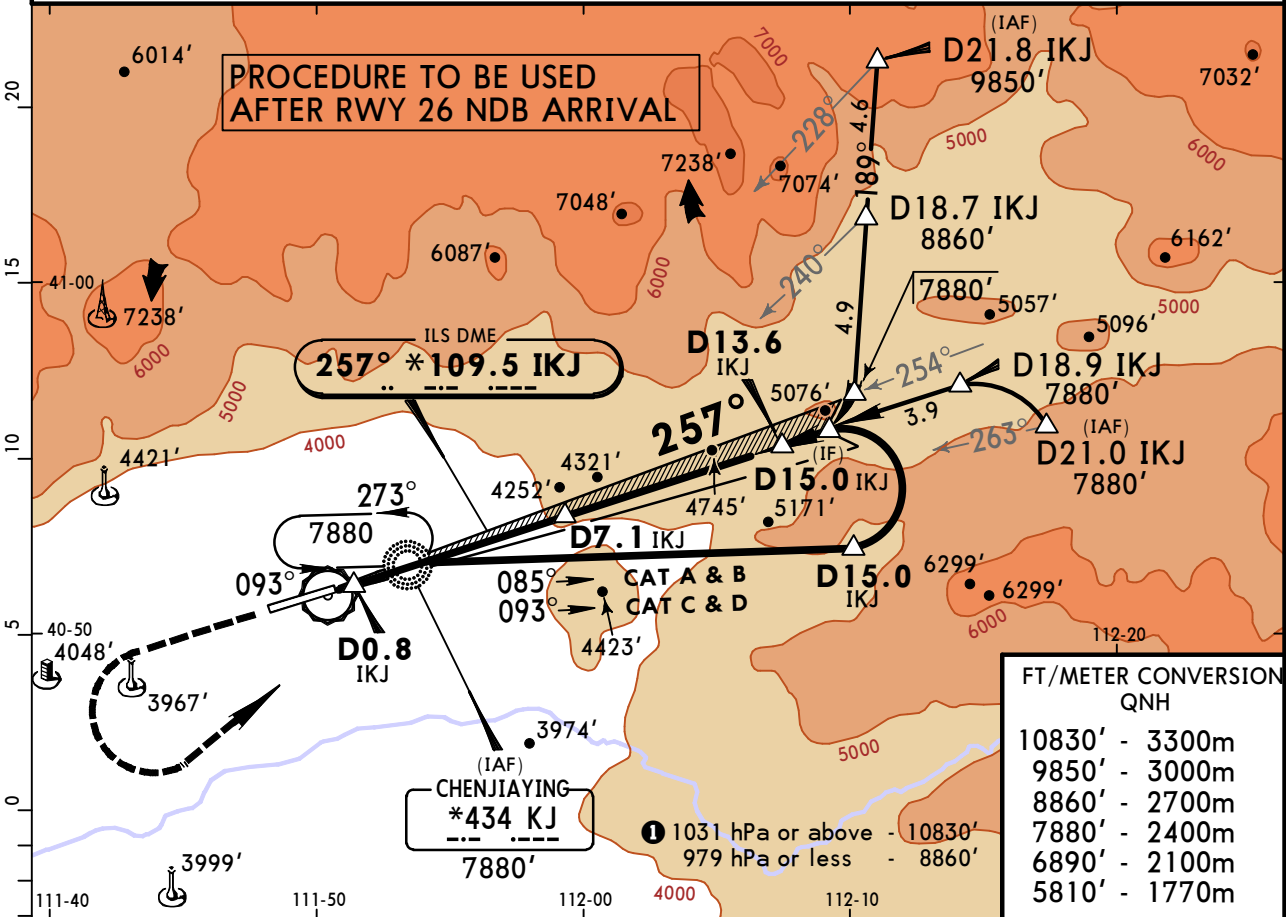 (IAF)
D21.8 IKJ
9850'
7000
6014'
7032'
20
PROCEDURE TO BE USED
AFTER RWY 26 NDB ARRIVAL
228°
4.6
189°
5000
6000
7238'
7074'
7048'
D18.7 IKJ
8860'
6087'
6162'
240°
6000
15
41-00
7880'
5000
5057'
7238'
6000
4.9
ILS DME
257° *109.5 IKJ
.. -.- .---
D13.6
IKJ
5096'
254°
D18.9 IKJ
7880'
5000
5076'
3.9
257°
4000
(IAF)
263°
D21.0 IKJ
7880'
10
4421'
4321'
(IF)
D15.0 IKJ
4252'
273°
4745'
5171'
7880
D7.1 IKJ
093°
085° CAT A & B
093° CAT C & D
D15.0
IKJ
6299'
6299'
6000
5
40-50
4048'
D0.8
IKJ
4423'
112-20
3967'
FT/METER CONVERSION
QNH
10830' - 3300m
9850' - 3000m
8860' - 2700m
7880' - 2400m
6890' - 2100m
5810' - 1770m
3974'
5000
(IAF)
CHENJIAYING
*434 KJ
-.- .---
7880'
0
1 1031 hPa or above - 10830'
979 hPa or less - 8860'
3999'
4000
111-40
111-50
112-00
112-10